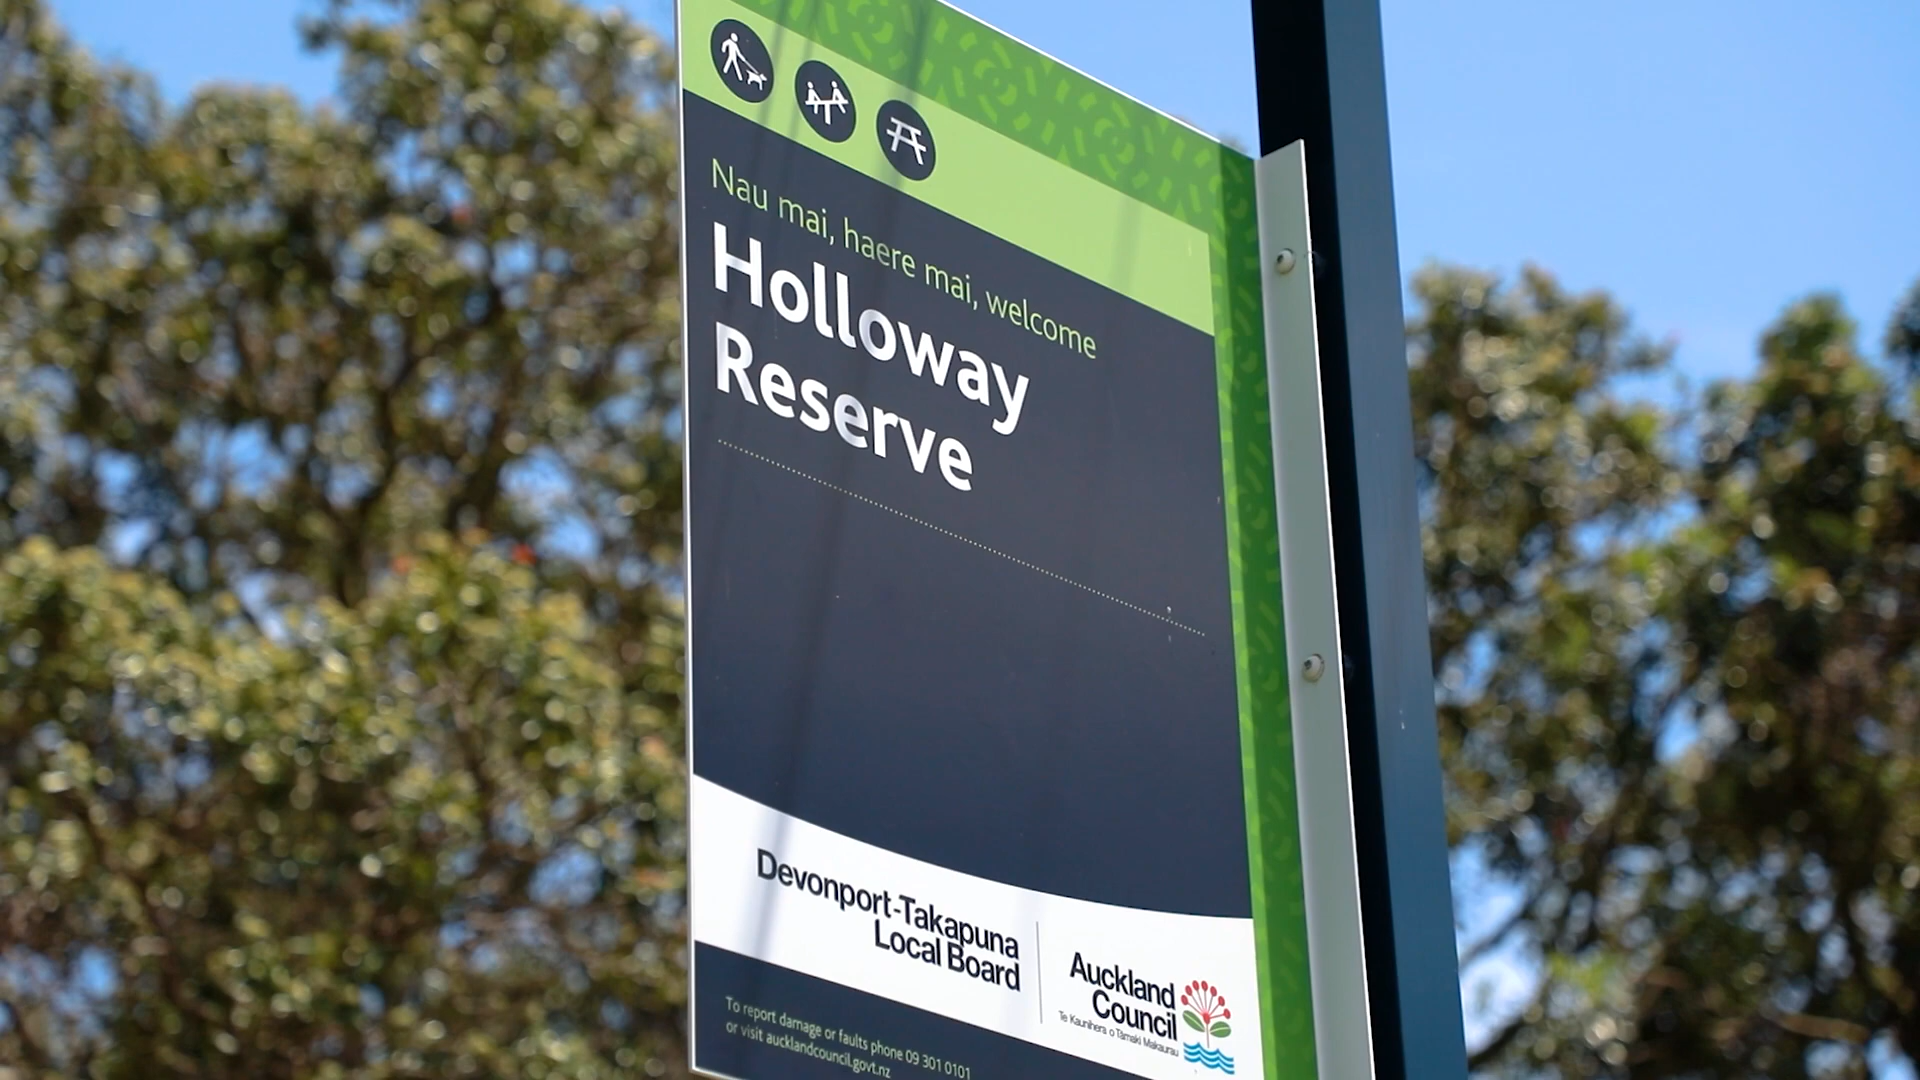 Nau mai, haere mai, welcome
Holloway
Reserve
Devonport-Takapuna
Local Board
Auckland
Council
Te Kaunihera o Tāmaki Makaurau
To report damage or faults phone 09 301 0101
or visit aucklandcouncil.govt.nz